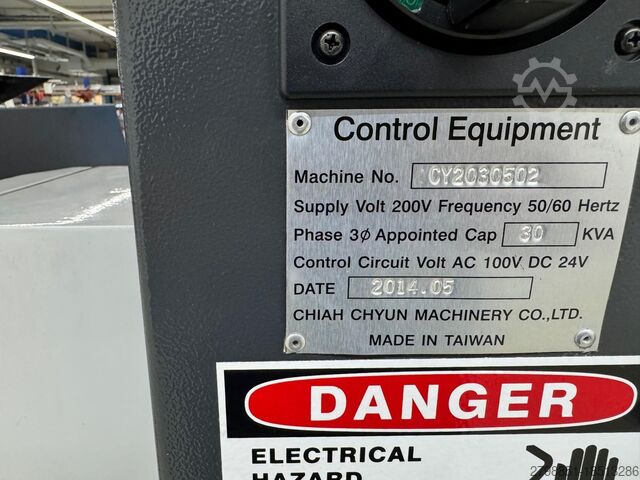 Control Equipment
Machine No. CY2030502
Supply Volt 200V Frequency 50/60 Hertz
Phase 3ø Appointed Cap 30 KVA
Control Circuit Volt AC 100V DC 24V
DATE 2014.05
CHIAH CHYUN MACHINERY CO.,LTD.
MADE IN TAIWAN
DANGER
ELECTRICAL
HAZARD